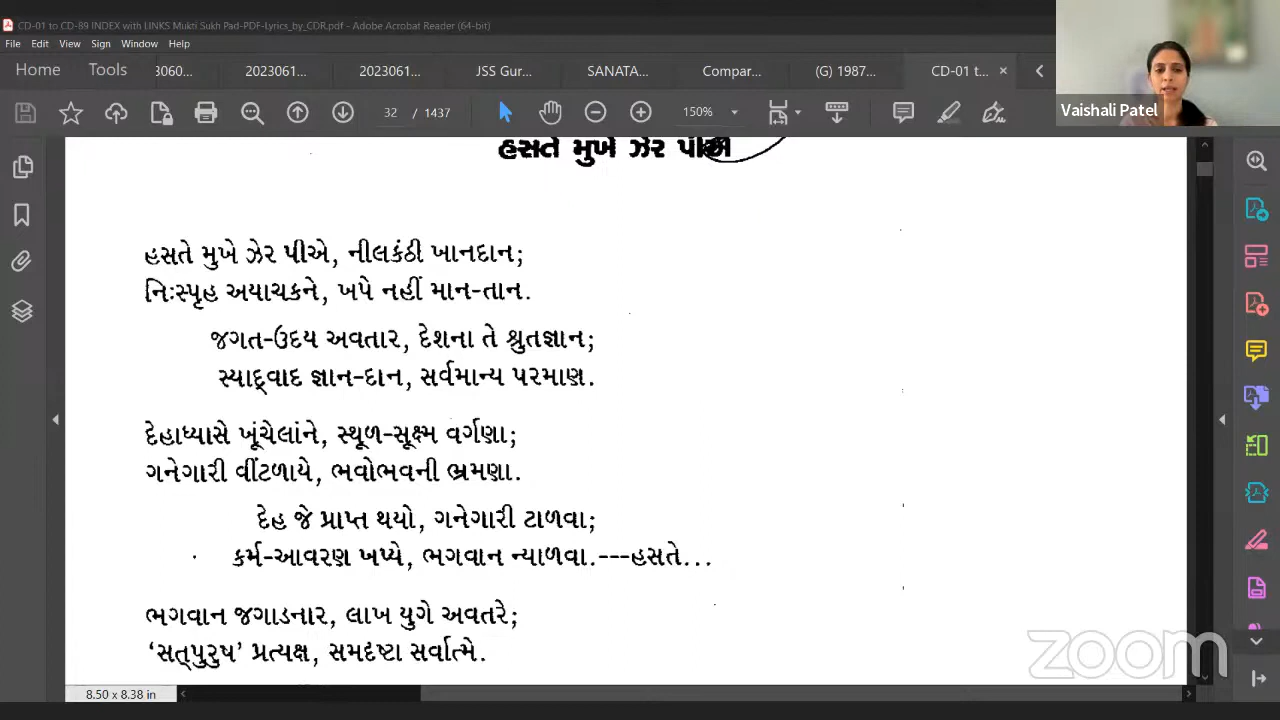 CD-01 to CD-89 INDEX with LINKS Mukti Sukh Pad-PDF-Lyrics_by_CDR.pdf - Adobe Acrobat Reader (64-bit)
File Edit View Sign Window Help
Home Tools 3060... 2023061... 2023061... JSS Gur... SANATA... Compar... (G) 1987... CD-01 t...
32 / 1437 150%
Vaishali Patel
હસતે મુખે ઝેર પીએ
હસતે મુખે ઝેર પીએ, નીલકંઠી ખાનદાન;
નિઃસ્પૃહ અયાચકને, ખપે નહીં માન-તાન.
જગત-ઉદય અવતાર, દેશના તે શ્રુતજ્ઞાન;
સ્યાદ્વાદ જ્ઞાન-દાન, સર્વમાન્ય પરમાણ.
દેહાધ્યાસે ખૂંચેલાંને, સ્થૂળ-સૂક્ષ્મ વર્ગણા;
ગનેગારી વીંટળાયે, ભવોભવની ભ્રમણા.
દેહ જે પ્રાપ્ત થયો, ગનેગારી ટાળવા;
કર્મ-આવરણ ખપ્યે, ભગવાન ન્યાળવા.---હસતે...
ભગવાન જગાડનાર, લાખ યુગે અવતરે;
‘સત્પુરુષ’ પ્રત્યક્ષ, સમદષ્ટા સર્વાત્મે.
zoom
8.50 x 8.38 in